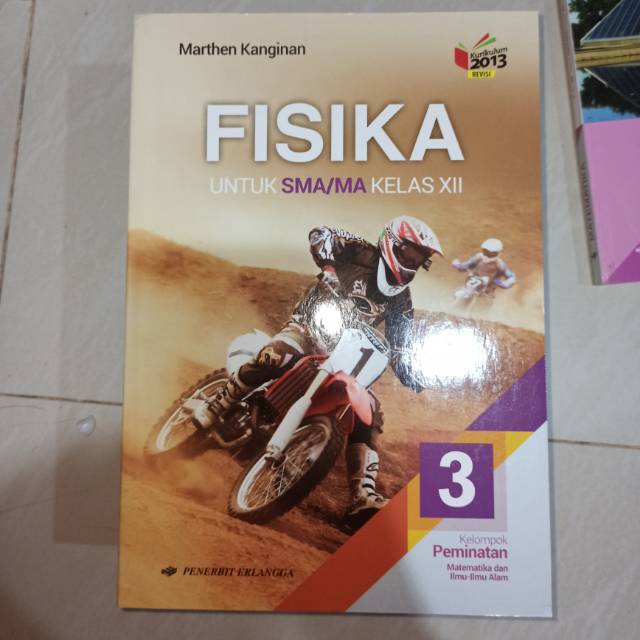 Marthen Kanginan
Kurikulum
2013
REVISI
FISIKA
UNTUK SMA/MA KELAS XII
1
3
Kelompok
Peminatan
Matematika dan
Ilmu-Ilmu Alam
PENERBIT ERLANGGA
MATEMATIKA